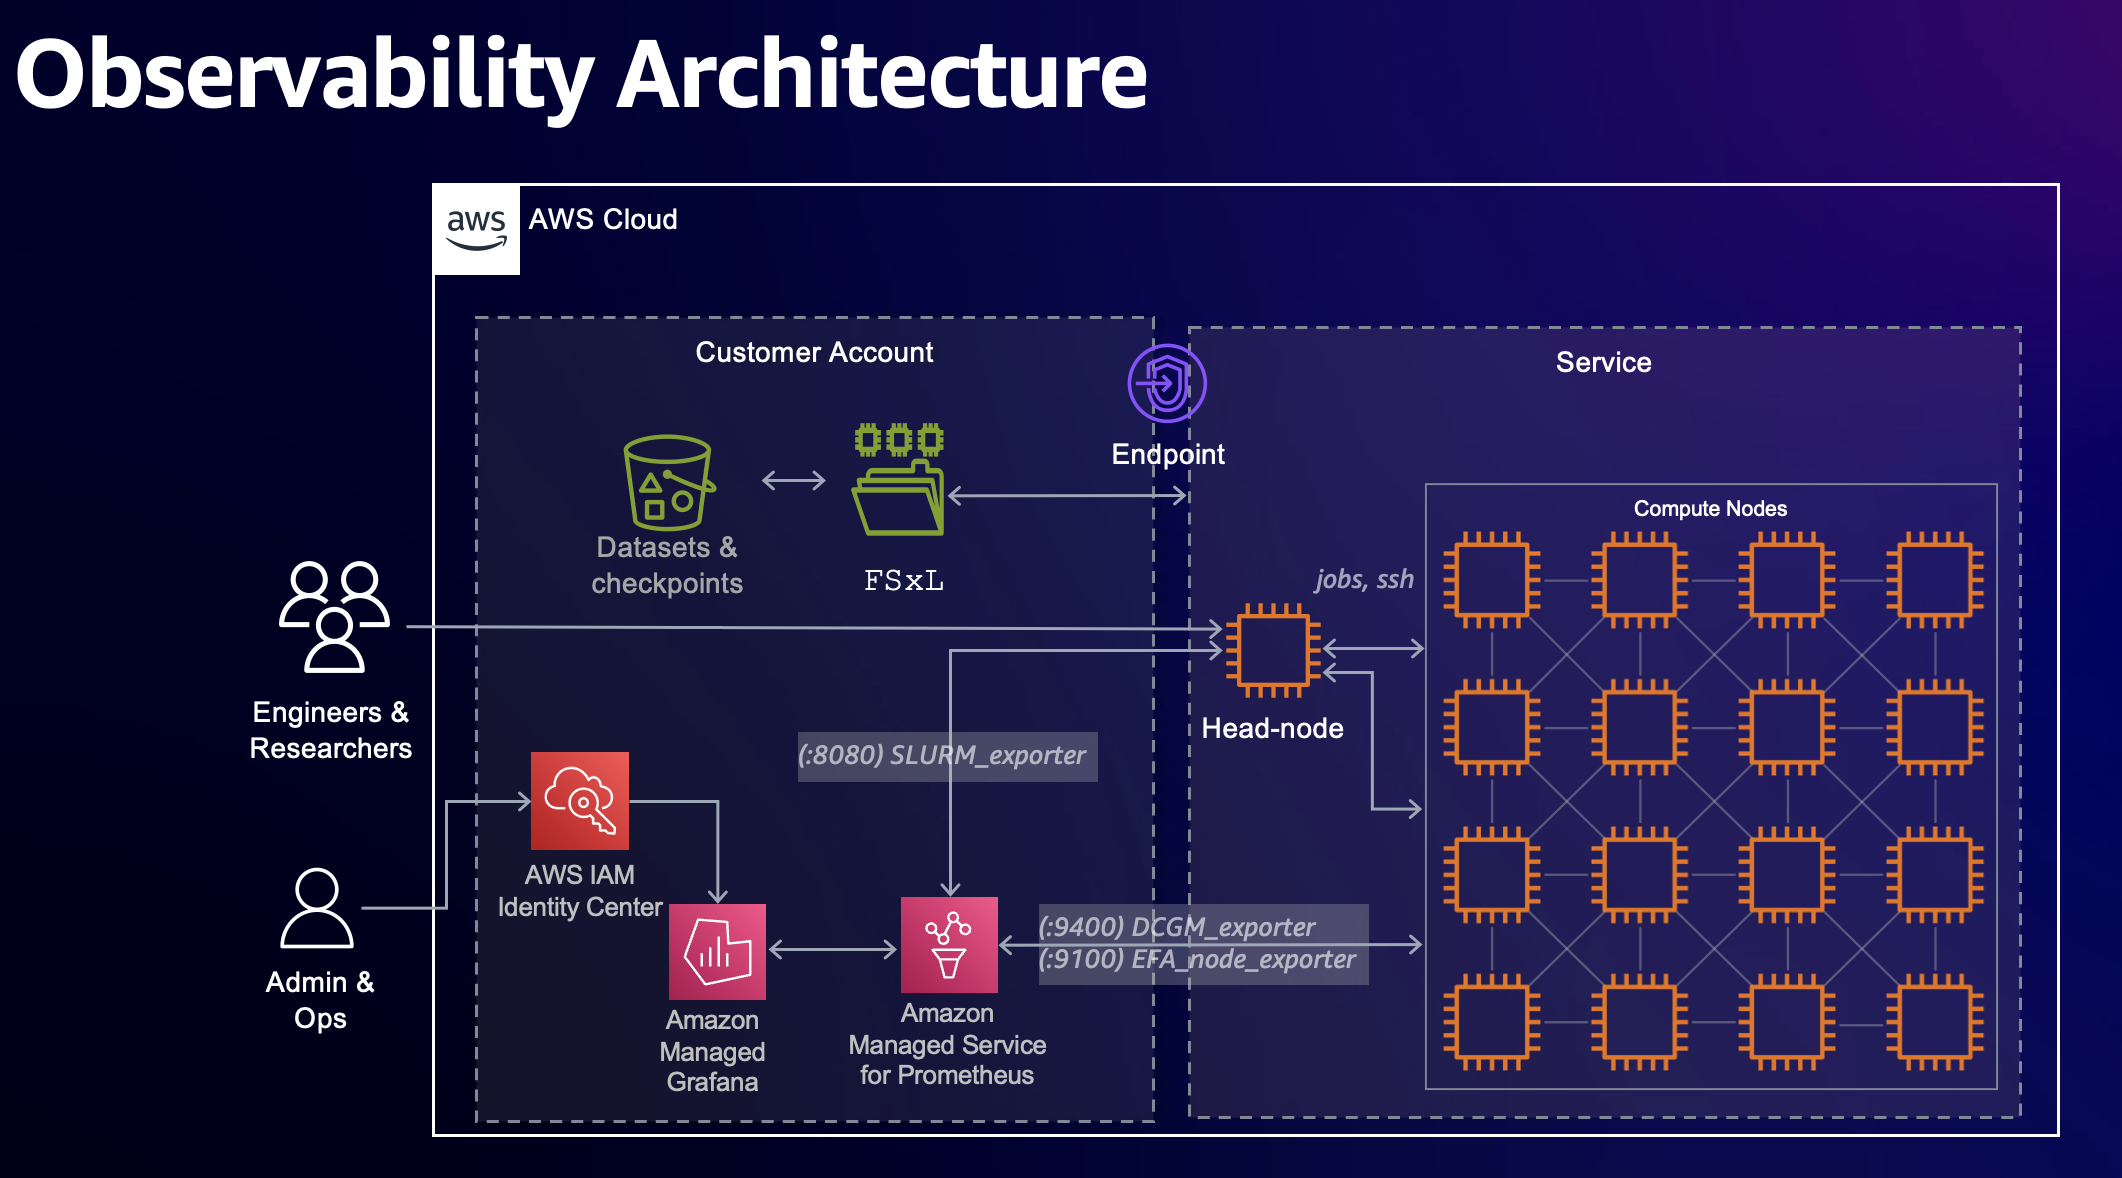 Observability Architecture
aws
AWS Cloud
Customer Account
Service
Endpoint
Compute Nodes
Datasets &
checkpoints
FSxL
jobs, ssh
Engineers &
Researchers
Head-node
(:8080) SLURM_exporter
AWS IAM
Identity Center
(:9400) DCGM_exporter
(:9100) EFA_node_exporter
Admin &
Ops
Amazon
Managed
Grafana
Amazon
Managed Service
for Prometheus